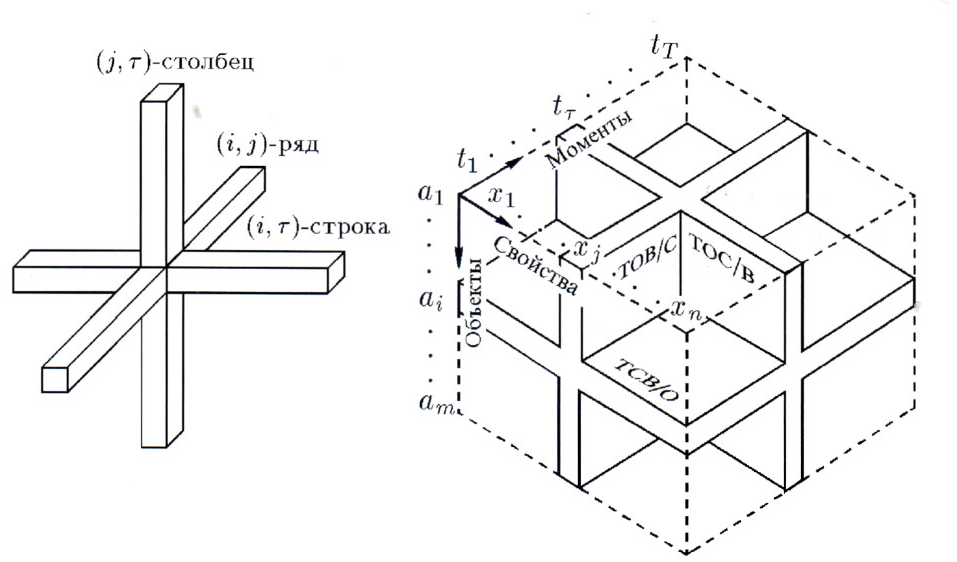 (j, τ)-столбец
(i, j)-ряд
(i, τ)-строка
t_T
t_τ
Моменты
t_1
a_1
x_1
Свойства
x_j
ТОВ/С
ТОС/В
Объекты
a_i
x_n
ТСВ/О
a_m